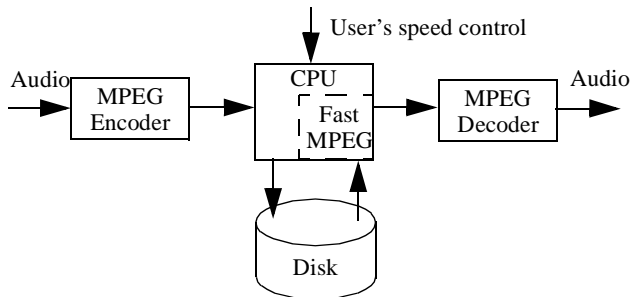 User's speed control
Audio
MPEG
Encoder
CPU
Fast
MPEG
MPEG
Decoder
Audio
Disk